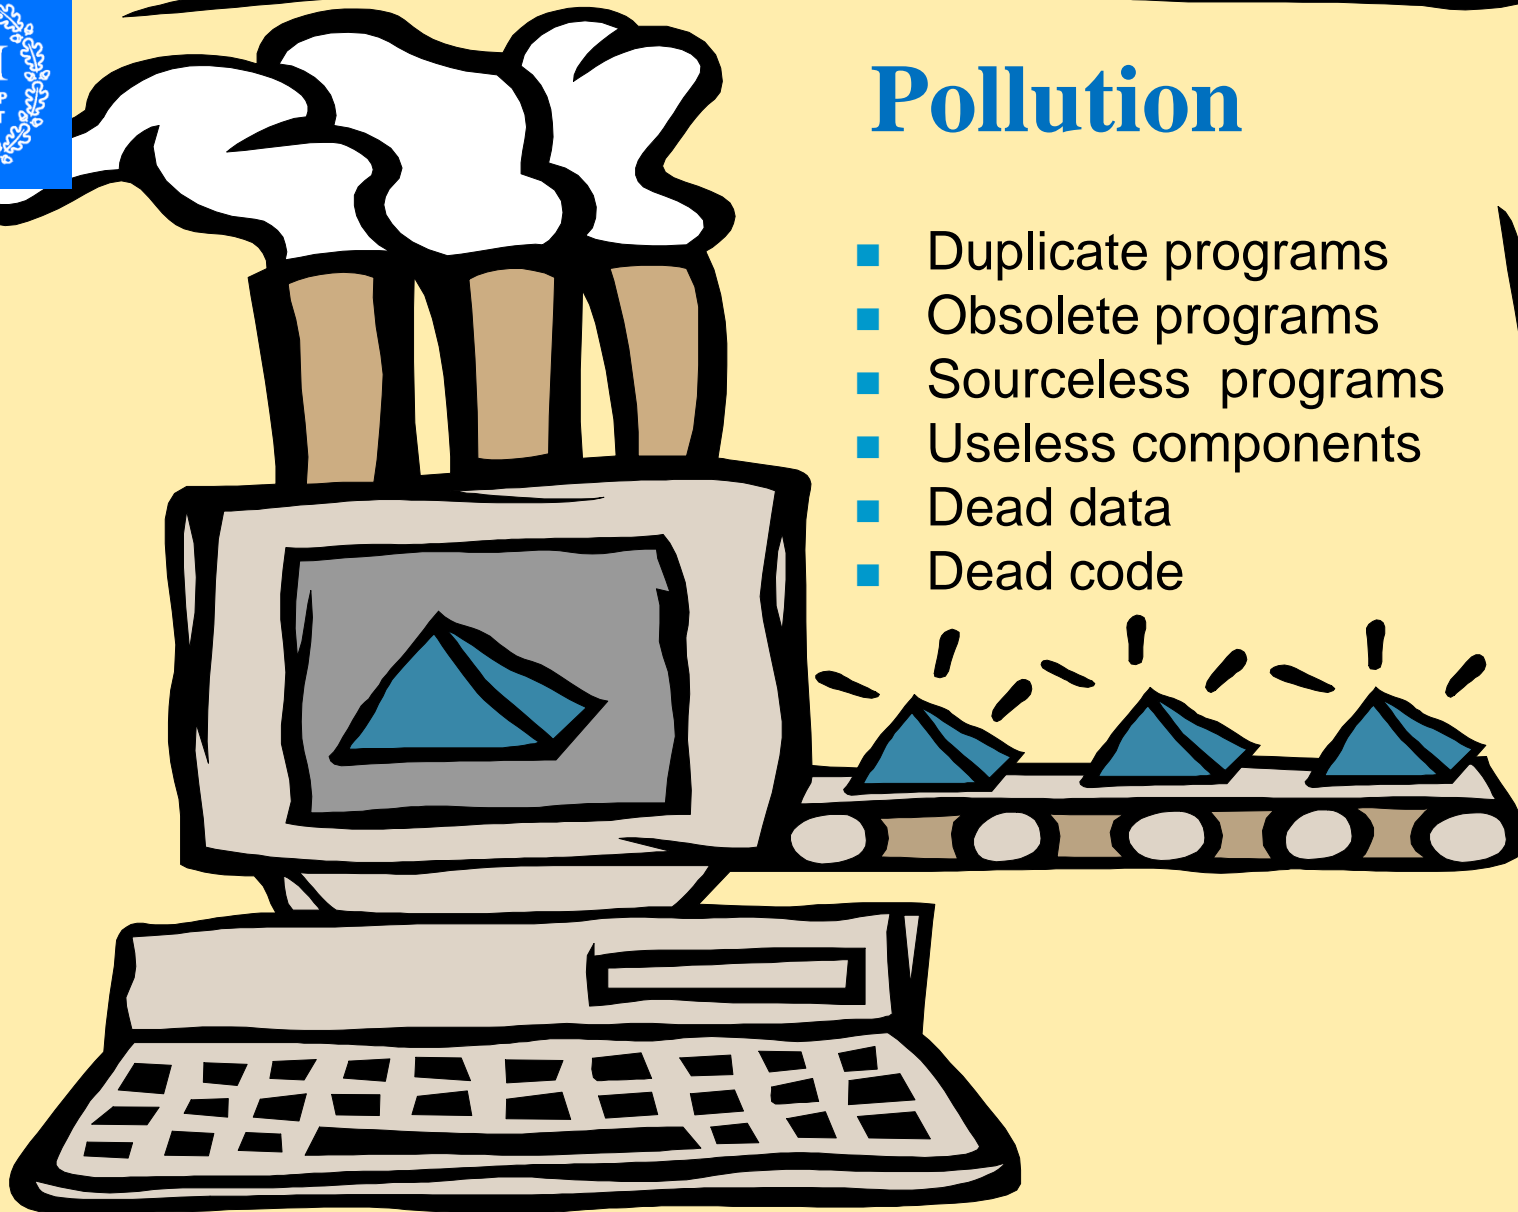 Pollution
Duplicate programs
Obsolete programs
Sourceless  programs
Useless components
Dead data
Dead code